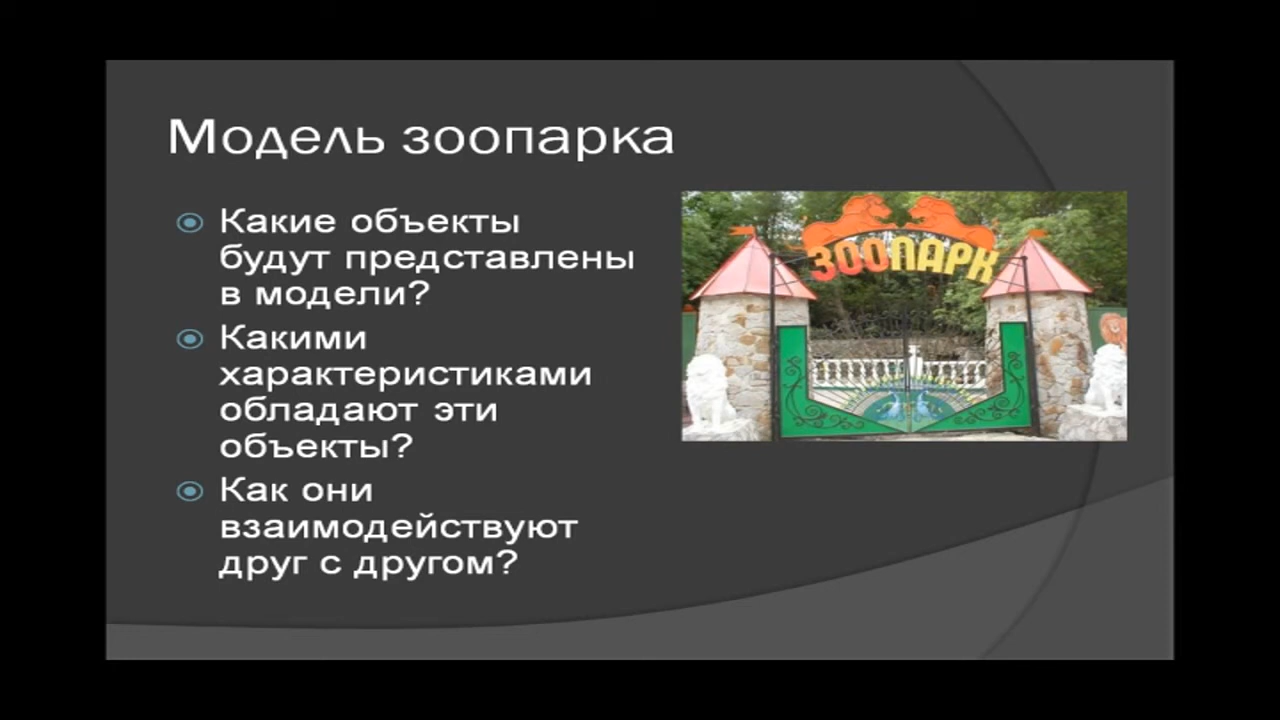 Модель зоопарка
Какие объекты
будут представлены
в модели?
Какими
характеристиками
обладают эти
объекты?
Как они
взаимодействуют
друг с другом?
ЗООПАРК